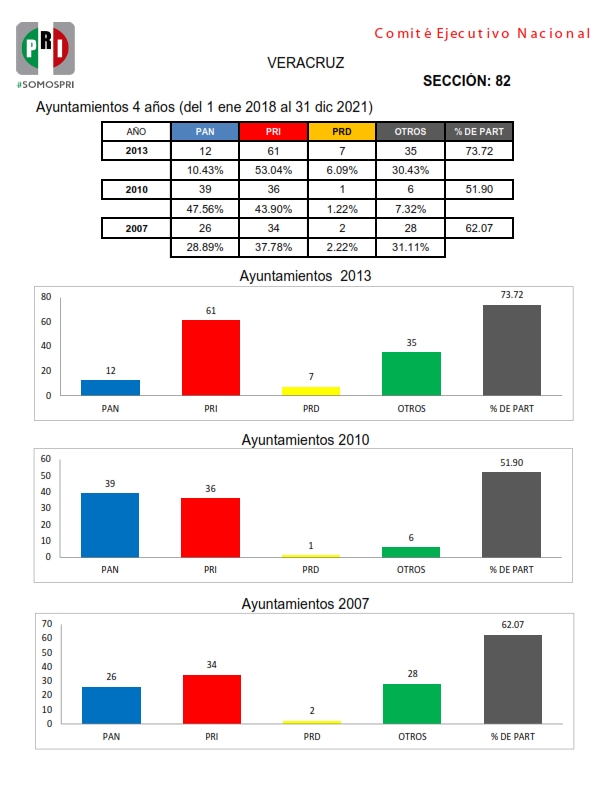 PRI
#SOMOSPRI
Comité Ejecutivo Nacional
VERACRUZ
SECCIÓN: 82
Ayuntamientos 4 años (del 1 ene 2018 al 31 dic 2021)
AÑO PAN PRI PRD OTROS % DE PART
2013 12 61 7 35 73.72
10.43% 53.04% 6.09% 30.43%
2010 39 36 1 6 51.90
47.56% 43.90% 1.22% 7.32%
2007 26 34 2 28 62.07
28.89% 37.78% 2.22% 31.11%
Ayuntamientos 2013
80
60
40
20
0
12
61
7
35
73.72
PAN PRI PRD OTROS % DE PART
Ayuntamientos 2010
60
50
40
30
20
10
0
39
36
1
6
51.90
PAN PRI PRD OTROS % DE PART
Ayuntamientos 2007
70
60
50
40
30
20
10
0
26
34
2
28
62.07
PAN PRI PRD OTROS % DE PART